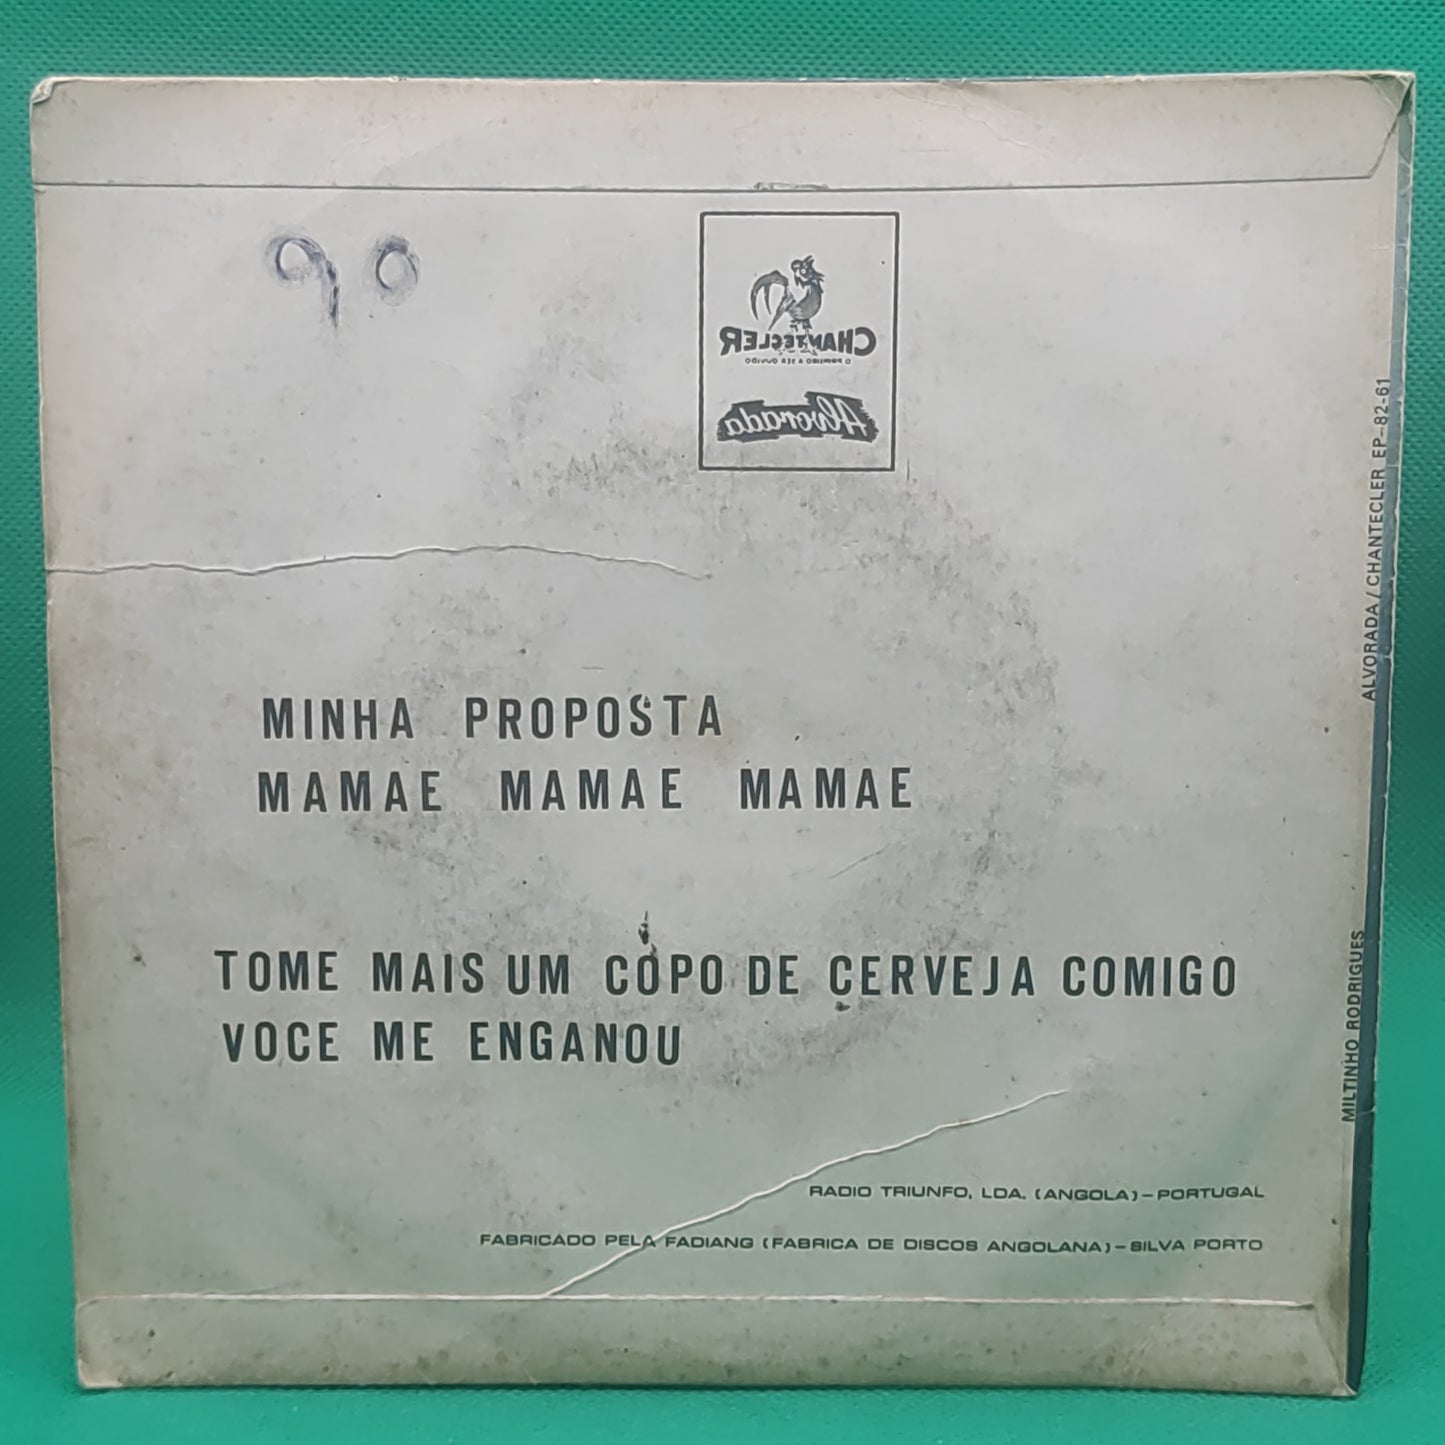 90
CHANTECLER
O PRIMEIRO A SER OUVIDO
Alvorada
MINHA PROPOSTA
MAMAE MAMAE MAMAE
TOME MAIS UM COPO DE CERVEJA COMIGO
VOCE ME ENGANOU
RADIO TRIUNFO, LDA. (ANGOLA) – PORTUGAL
FABRICADO PELA FADIANG (FABRICA DE DISCOS ANGOLANA) – SILVA PORTO
MILTINHO RODRIGUES
ALVORADA / CHANTECLER EP-82-61